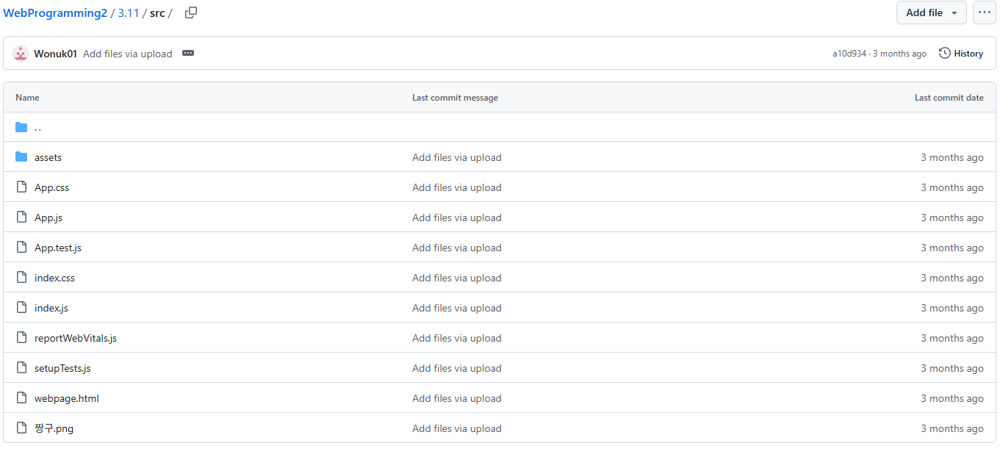 WebProgramming2 / 3.11 / src / Add file
Wonuk01 Add files via upload a10d934 · 3 months ago History
Name Last commit message Last commit date
..
assets Add files via upload 3 months ago
App.css Add files via upload 3 months ago
App.js Add files via upload 3 months ago
App.test.js Add files via upload 3 months ago
index.css Add files via upload 3 months ago
index.js Add files via upload 3 months ago
reportWebVitals.js Add files via upload 3 months ago
setupTests.js Add files via upload 3 months ago
webpage.html Add files via upload 3 months ago
짱구.png Add files via upload 3 months ago